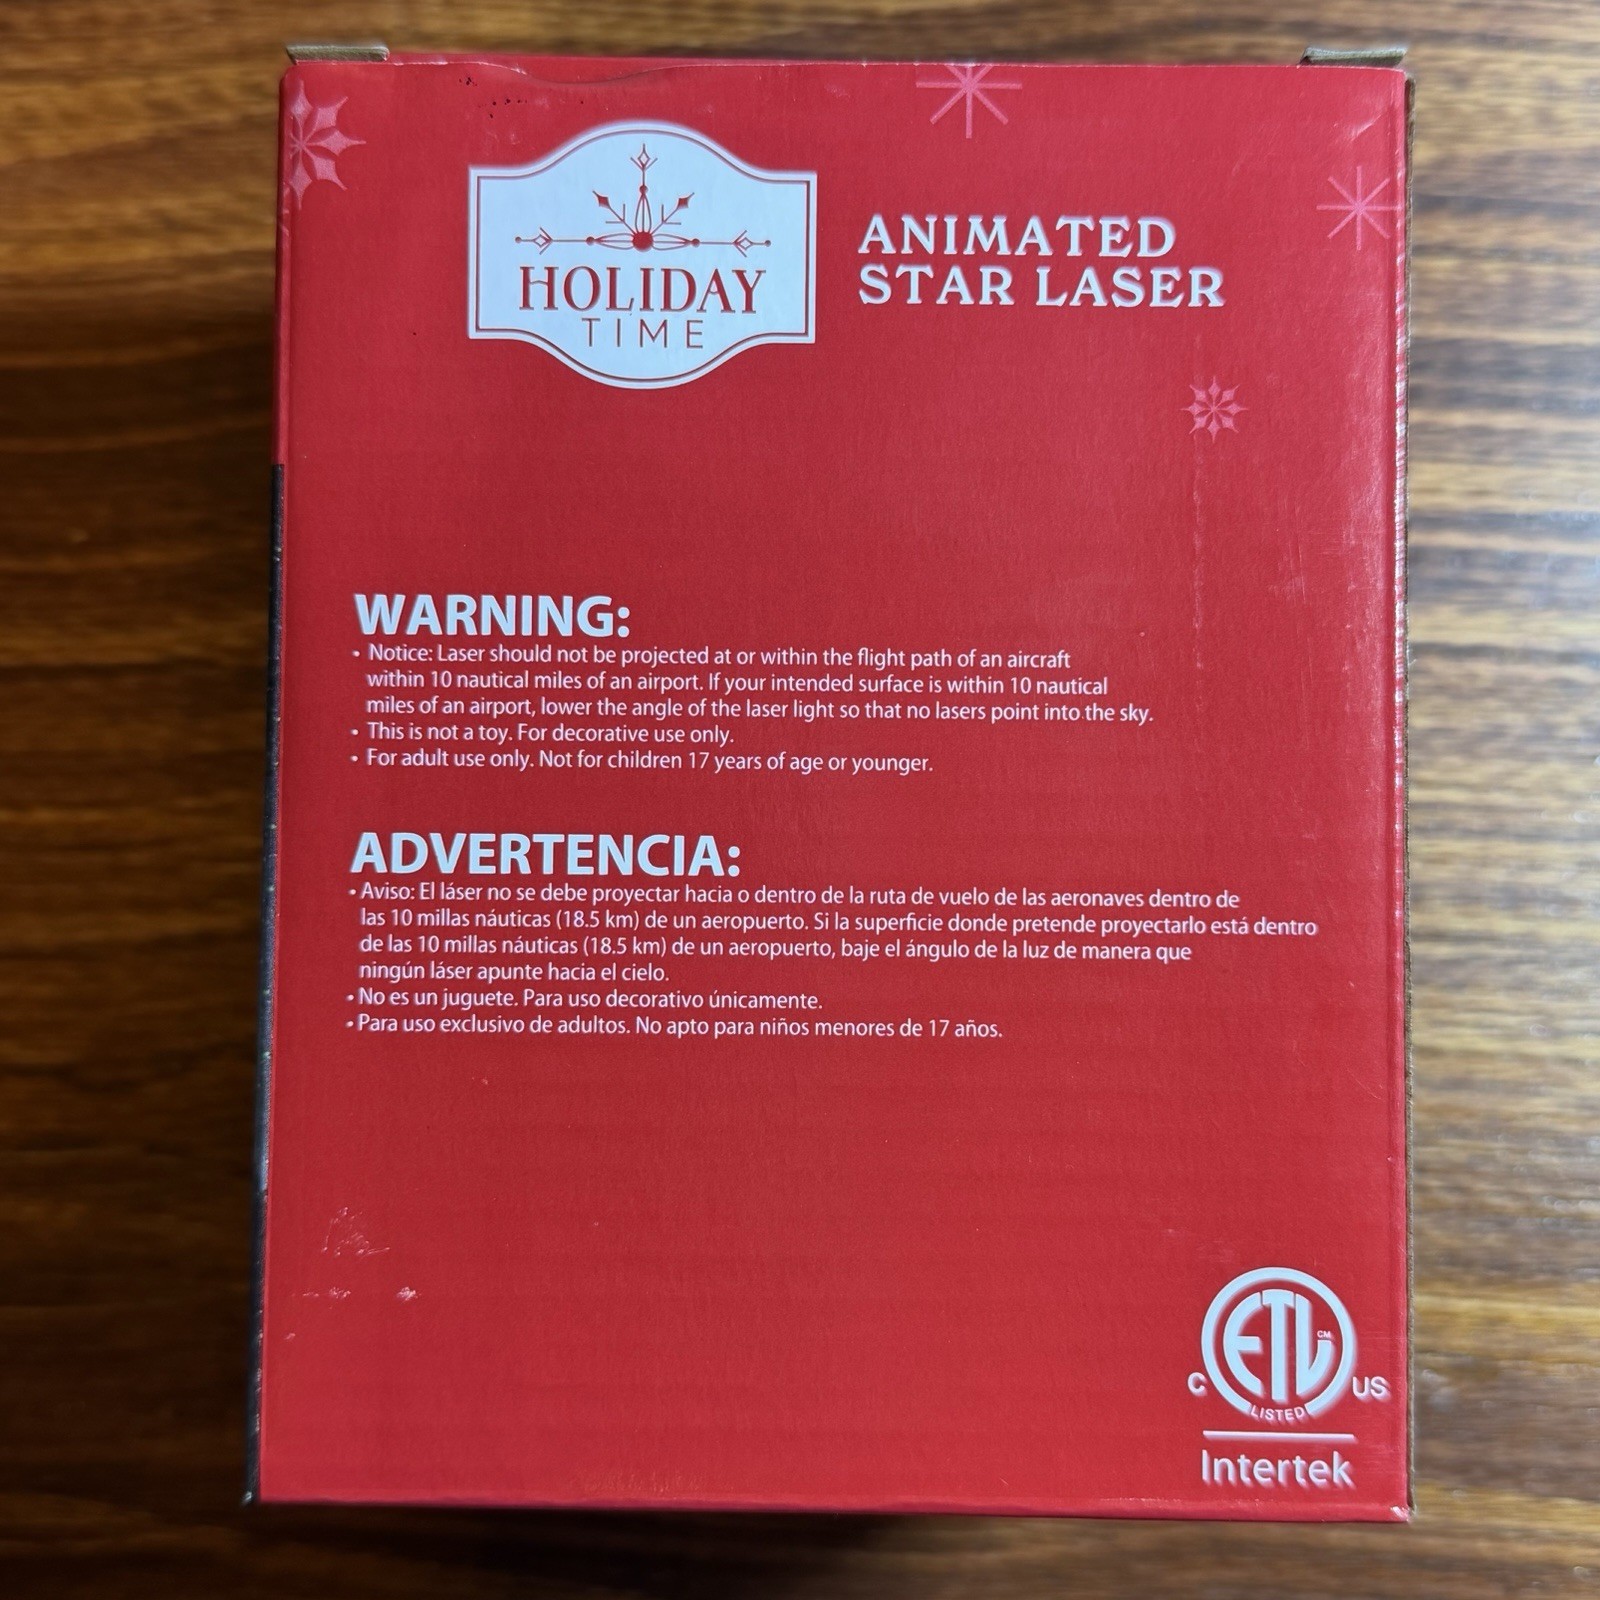 HOLIDAY
TIME
ANIMATED
STAR LASER
WARNING:
• Notice: Laser should not be projected at or within the flight path of an aircraft
within 10 nautical miles of an airport. If your intended surface is within 10 nautical
miles of an airport, lower the angle of the laser light so that no lasers point into the sky.
• This is not a toy. For decorative use only.
• For adult use only. Not for children 17 years of age or younger.
ADVERTENCIA:
• Aviso: El láser no se debe proyectar hacia o dentro de la ruta de vuelo de las aeronaves dentro de
las 10 millas náuticas (18.5 km) de un aeropuerto. Si la superficie donde pretende proyectarlo está dentro
de las 10 millas náuticas (18.5 km) de un aeropuerto, baje el ángulo de la luz de manera que
ningún láser apunte hacia el cielo.
• No es un juguete. Para uso decorativo únicamente.
• Para uso exclusivo de adultos. No apto para niños menores de 17 años.
ETL CM
C US
LISTED
Intertek